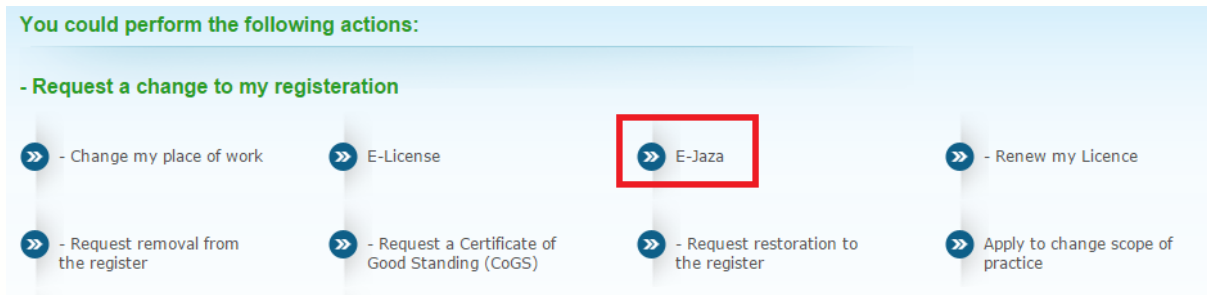 You could perform the following actions:
- Request a change to my registeration
- Change my place of work
E-License
E-Jaza
- Renew my Licence
- Request removal from
the register
- Request a Certificate of
Good Standing (CoGS)
- Request restoration to
the register
Apply to change scope of
practice